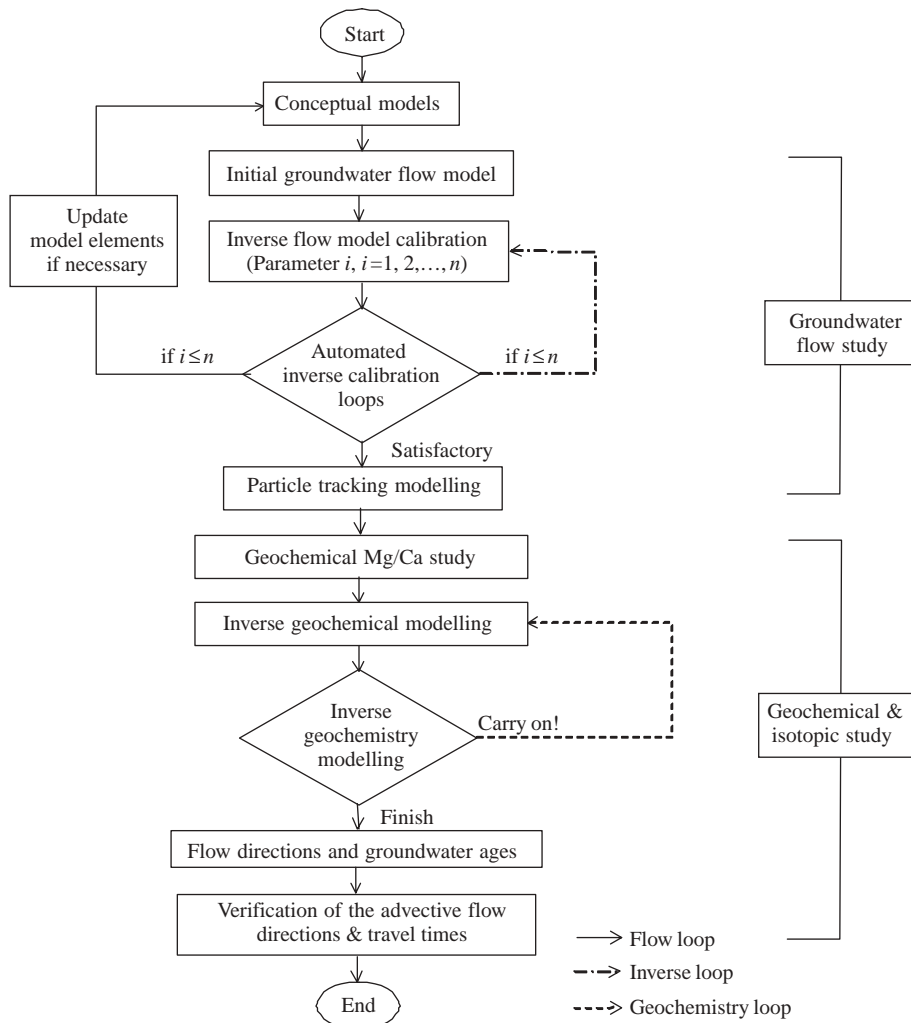 Start
Conceptual models
Initial groundwater flow model
Update
model elements
if necessary
Inverse flow model calibration
(Parameter i, i=1, 2,…, n)
Groundwater
flow study
if i≤n
Automated
inverse calibration
loops
if i≤n
Satisfactory
Particle tracking modelling
Geochemical Mg/Ca study
Inverse geochemical modelling
Inverse
geochemistry
modelling
Carry on!
Geochemical &
isotopic study
Finish
Flow directions and groundwater ages
Verification of the advective flow
directions & travel times
End
Flow loop
Inverse loop
Geochemistry loop